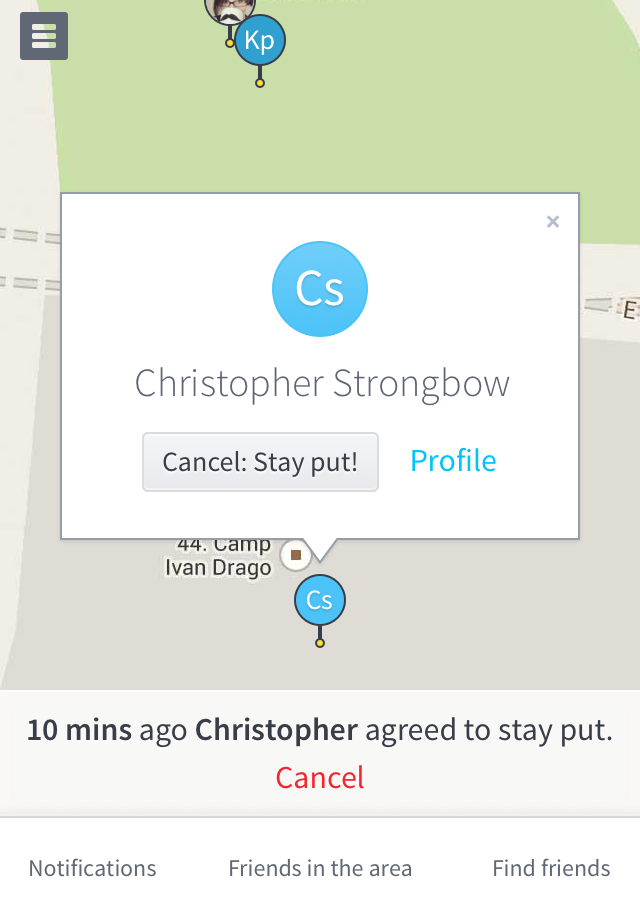 Kp
×
Cs
Christopher Strongbow
Cancel: Stay put!
Profile
E
44. Camp
Ivan Drago
Cs
10 mins ago Christopher agreed to stay put.
Cancel
Notifications
Friends in the area
Find friends